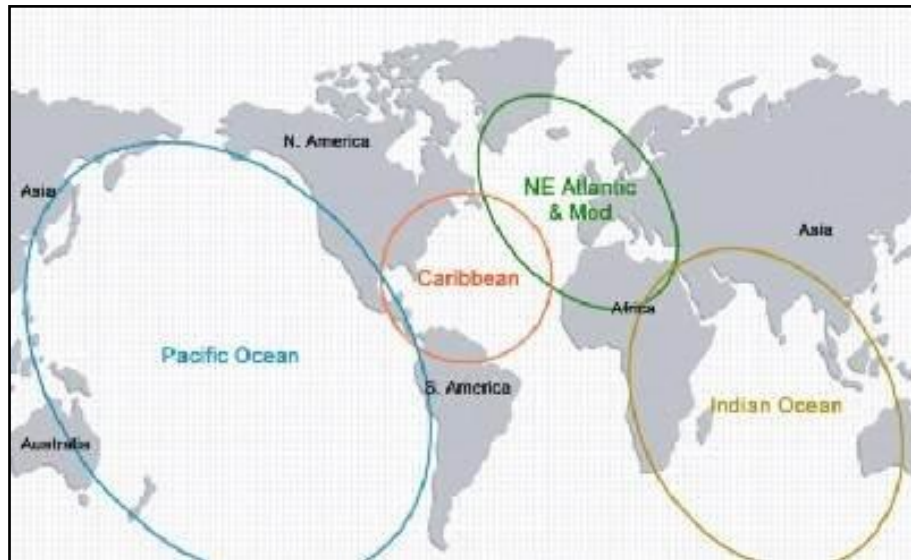 N. America
Asia
NE Atlantic
& Med
Asia
Caribbean
Africa
Pacific Ocean
S. America
Indian Ocean
Australia